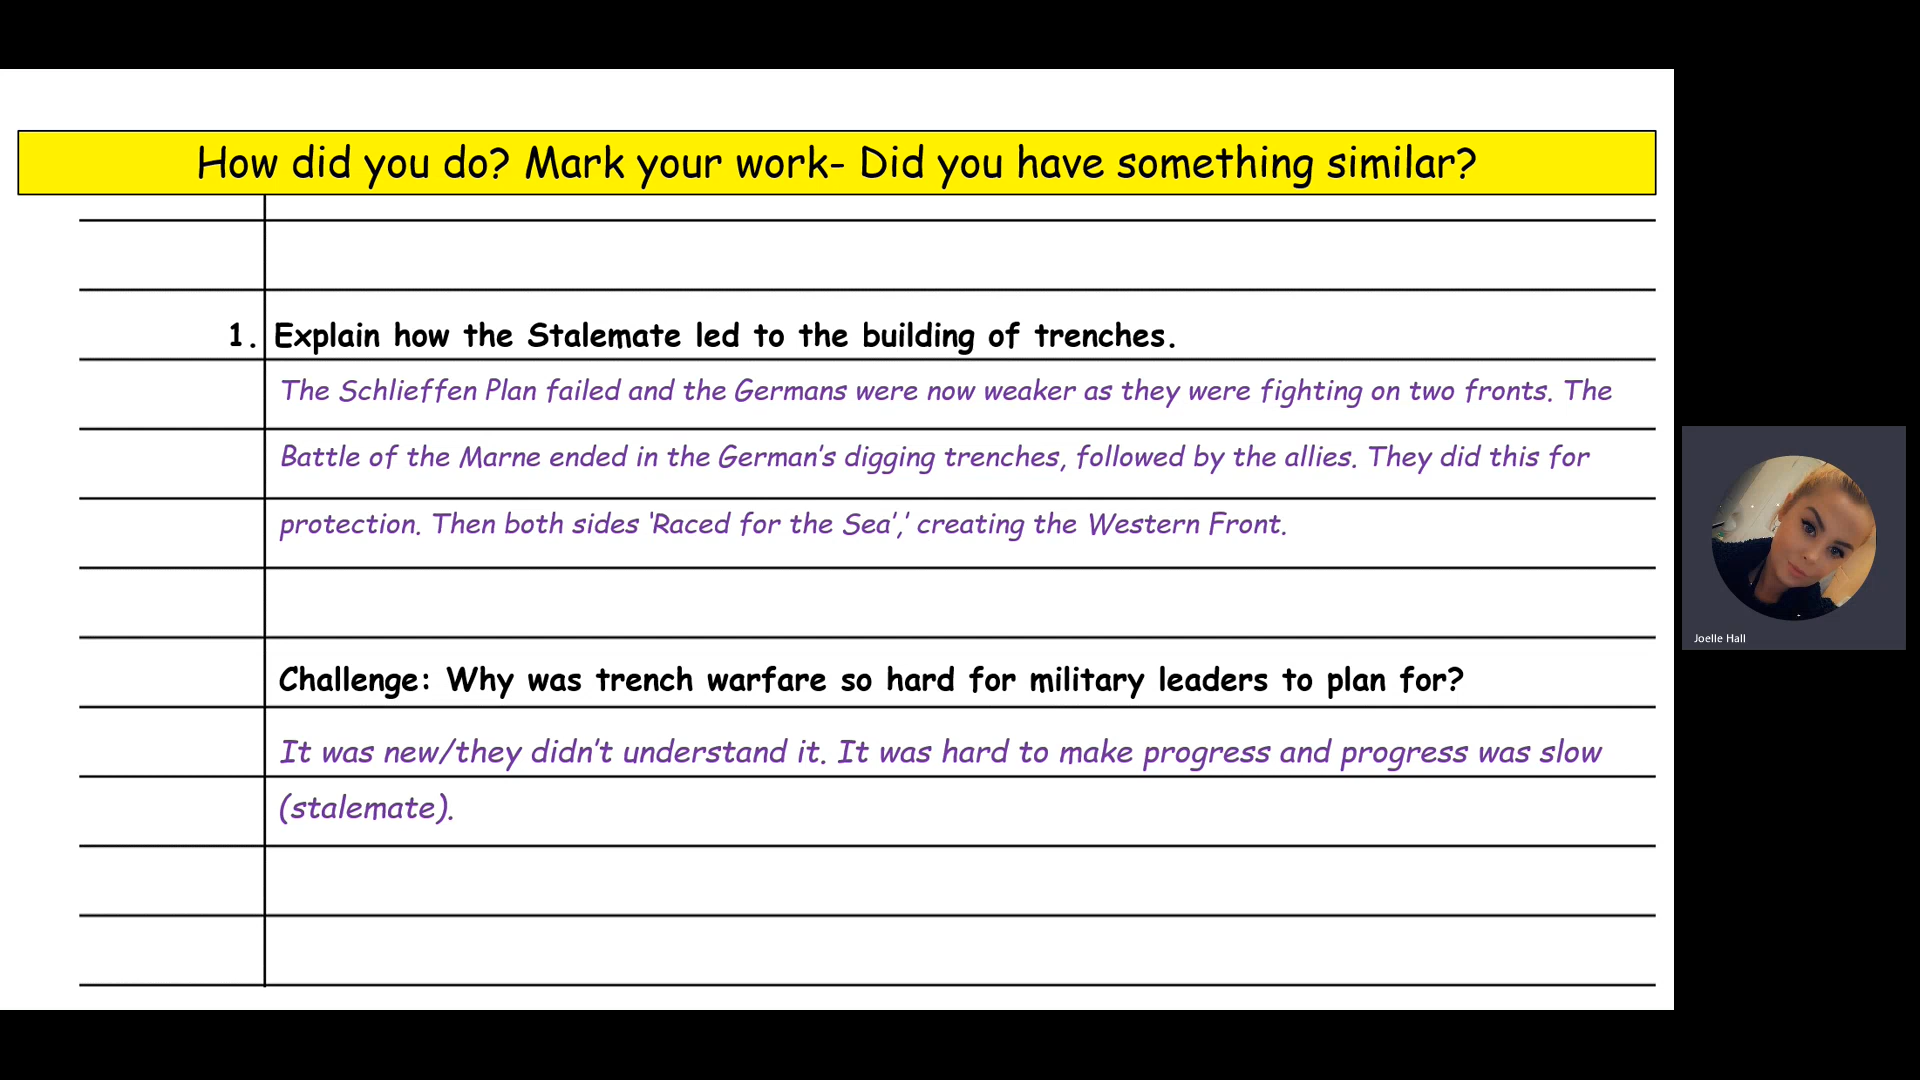 How did you do? Mark your work- Did you have something similar?
1. Explain how the Stalemate led to the building of trenches.
The Schlieffen Plan failed and the Germans were now weaker as they were fighting on two fronts. The
Battle of the Marne ended in the German’s digging trenches, followed by the allies. They did this for
protection. Then both sides ‘Raced for the Sea’,’ creating the Western Front.
Challenge: Why was trench warfare so hard for military leaders to plan for?
It was new/they didn’t understand it. It was hard to make progress and progress was slow
(stalemate).
Joelle Hall